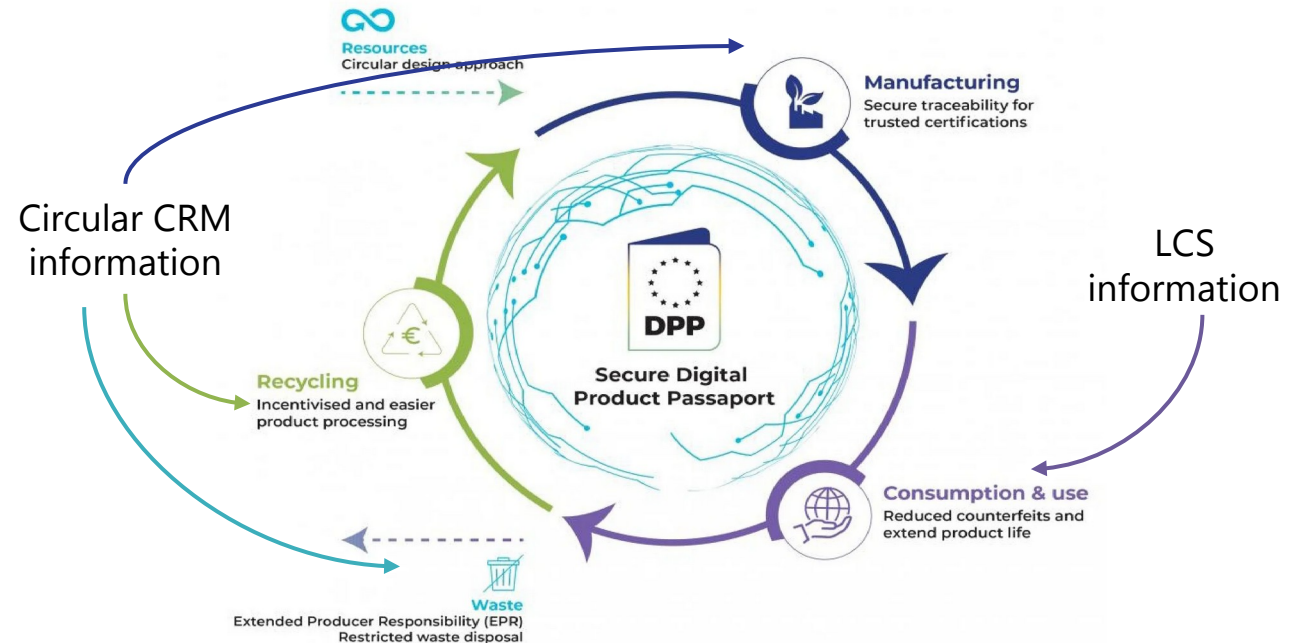 Resources
Circular design approach
Manufacturing
Secure traceability for
trusted certifications
Circular CRM
information
LCS
information
€
DPP
Secure Digital
Product Passaport
Recycling
Incentivised and easier
product processing
Consumption & use
Reduced counterfeits and
extend product life
Waste
Extended Producer Responsibility (EPR)
Restricted waste disposal